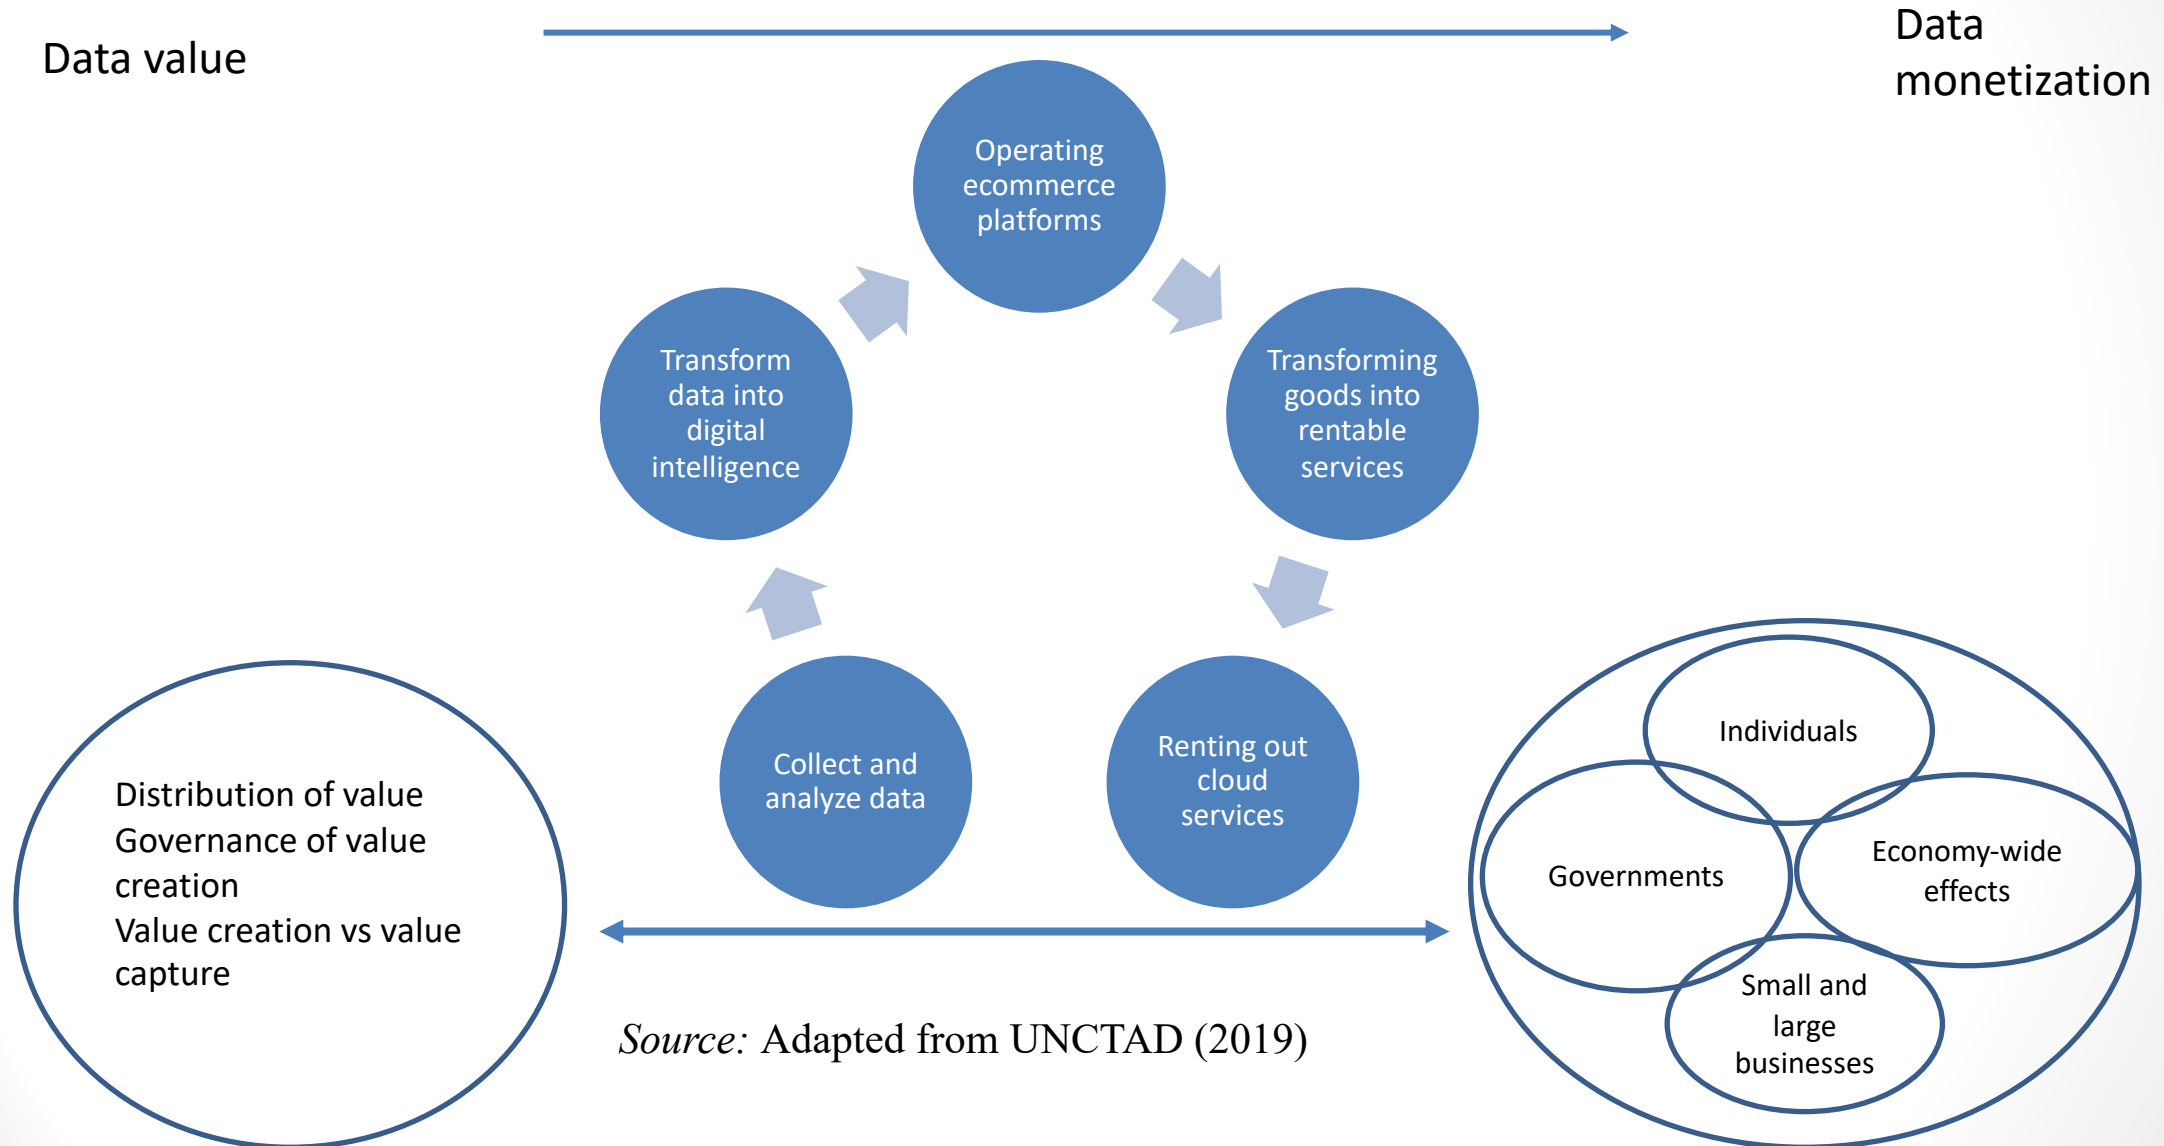 Data value
Data
monetization
Operating
ecommerce
platforms
Transform
data into
digital
intelligence
Transforming
goods into
rentable
services
Collect and
analyze data
Renting out
cloud
services
Distribution of value
Governance of value
creation
Value creation vs value
capture
Individuals
Governments
Economy-wide
effects
Small and
large
businesses
Source: Adapted from UNCTAD (2019)